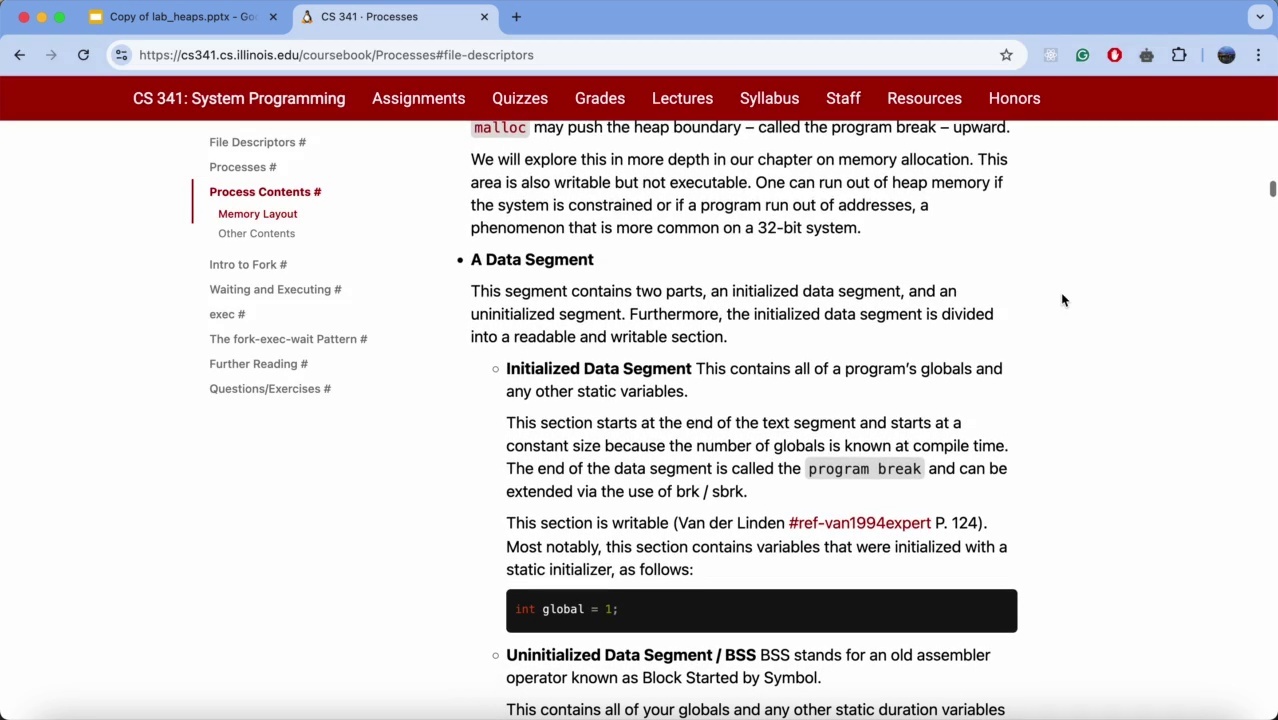 Copy of lab_heaps.pptx - Goo
CS 341 · Processes
https://cs341.cs.illinois.edu/coursebook/Processes#file-descriptors
CS 341: System Programming Assignments Quizzes Grades Lectures Syllabus Staff Resources Honors
File Descriptors #
Processes #
Process Contents #
Memory Layout
Other Contents
Intro to Fork #
Waiting and Executing #
exec #
The fork-exec-wait Pattern #
Further Reading #
Questions/Exercises #
malloc may push the heap boundary – called the program break – upward.
We will explore this in more depth in our chapter on memory allocation. This
area is also writable but not executable. One can run out of heap memory if
the system is constrained or if a program run out of addresses, a
phenomenon that is more common on a 32-bit system.
• A Data Segment
This segment contains two parts, an initialized data segment, and an
uninitialized segment. Furthermore, the initialized data segment is divided
into a readable and writable section.
○ Initialized Data Segment This contains all of a program’s globals and
any other static variables.
This section starts at the end of the text segment and starts at a
constant size because the number of globals is known at compile time.
The end of the data segment is called the program break and can be
extended via the use of brk / sbrk.
This section is writable (Van der Linden #ref-van1994expert P. 124).
Most notably, this section contains variables that were initialized with a
static initializer, as follows:
int global = 1;
○ Uninitialized Data Segment / BSS BSS stands for an old assembler
operator known as Block Started by Symbol.
This contains all of your globals and any other static duration variables